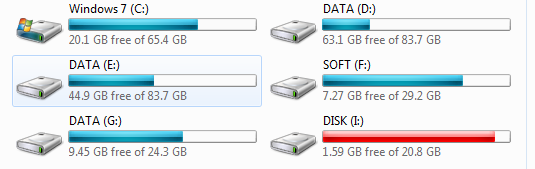 Windows 7 (C:)
20.1 GB free of 65.4 GB
DATA (D:)
63.1 GB free of 83.7 GB
DATA (E:)
44.9 GB free of 83.7 GB
SOFT (F:)
7.27 GB free of 29.2 GB
DATA (G:)
9.45 GB free of 24.3 GB
DISK (I:)
1.59 GB free of 20.8 GB